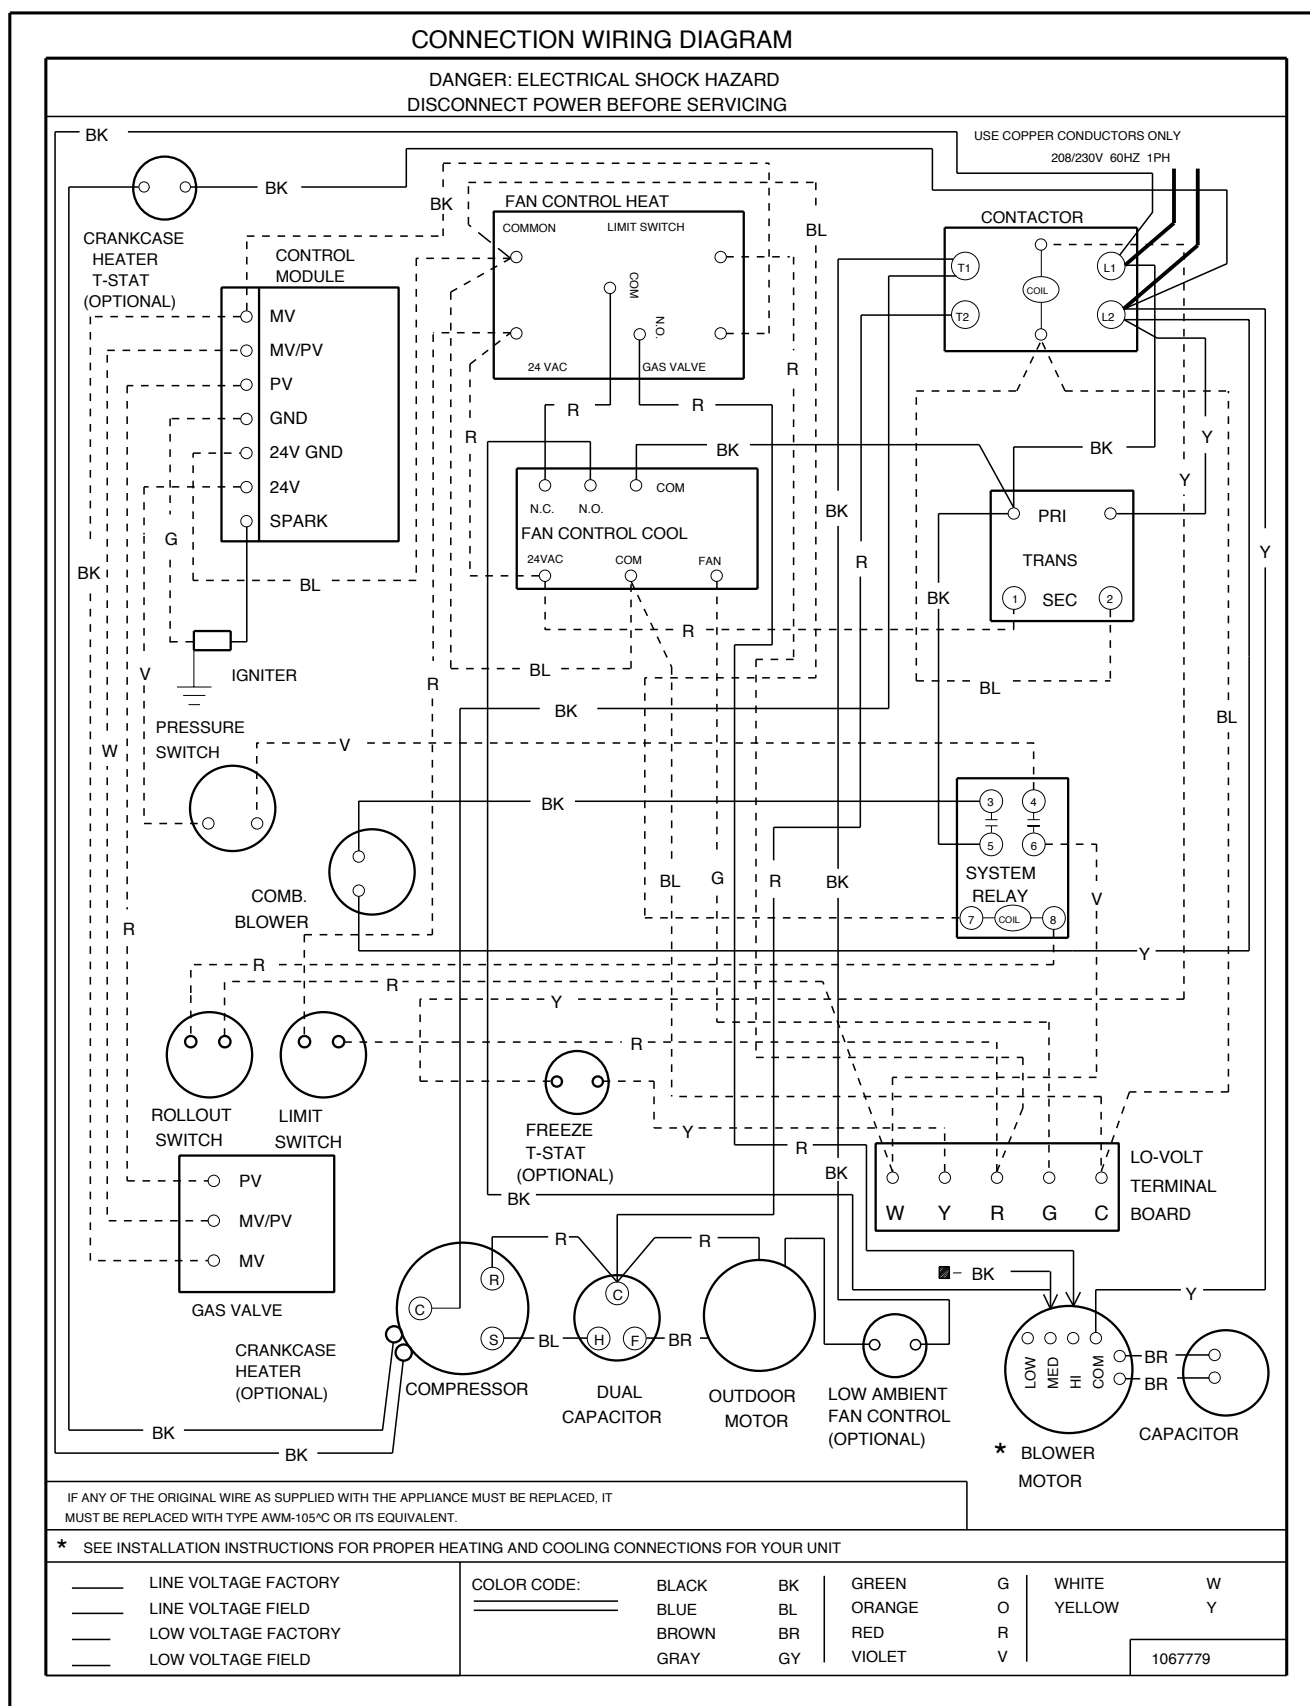 CONNECTION WIRING DIAGRAM
DANGER: ELECTRICAL SHOCK HAZARD
DISCONNECT POWER BEFORE SERVICING
BK
USE COPPER CONDUCTORS ONLY
208/230V 60HZ 1PH
BK
BK
CRANKCASE
HEATER
T-STAT
(OPTIONAL)
CONTROL
MODULE
MV
MV/PV
PV
GND
24V GND
24V
SPARK
FAN CONTROL HEAT
COMMON
LIMIT SWITCH
COM
N.O.
24 VAC
GAS VALVE
BL
CONTACTOR
T1
T2
COIL
L1
L2
R
R
R
R
BK
BK
Y
Y
N.C.
N.O.
COM
FAN CONTROL COOL
24VAC
COM
FAN
PRI
TRANS
1
SEC
2
BK
R
Y
G
BK
BL
BK
R
IGNITER
V
R
BL
BL
BK
BL
PRESSURE
SWITCH
W
V
BK
3
4
5
6
SYSTEM
RELAY
7
COIL
8
COMB.
BLOWER
BL
G
R
BK
V
R
Y
R
R
Y
R
ROLLOUT
SWITCH
LIMIT
SWITCH
FREEZE
T-STAT
(OPTIONAL)
Y
R
BK
BK
LO-VOLT
TERMINAL
BOARD
W
Y
R
G
C
PV
MV/PV
MV
GAS VALVE
R
R
BK
Y
C
R
S
BL
C
H
F
BR
CRANKCASE
HEATER
(OPTIONAL)
COMPRESSOR
DUAL
CAPACITOR
OUTDOOR
MOTOR
LOW AMBIENT
FAN CONTROL
(OPTIONAL)
LOW
MED
HI
COM
BR
BR
CAPACITOR
* BLOWER
MOTOR
BK
BK
IF ANY OF THE ORIGINAL WIRE AS SUPPLIED WITH THE APPLIANCE MUST BE REPLACED, IT
MUST BE REPLACED WITH TYPE AWM-105^C OR ITS EQUIVALENT.
* SEE INSTALLATION INSTRUCTIONS FOR PROPER HEATING AND COOLING CONNECTIONS FOR YOUR UNIT
LINE VOLTAGE FACTORY
LINE VOLTAGE FIELD
LOW VOLTAGE FACTORY
LOW VOLTAGE FIELD
COLOR CODE:
BLACK BK
BLUE BL
BROWN BR
GRAY GY
GREEN G
ORANGE O
RED R
VIOLET V
WHITE W
YELLOW Y
1067779